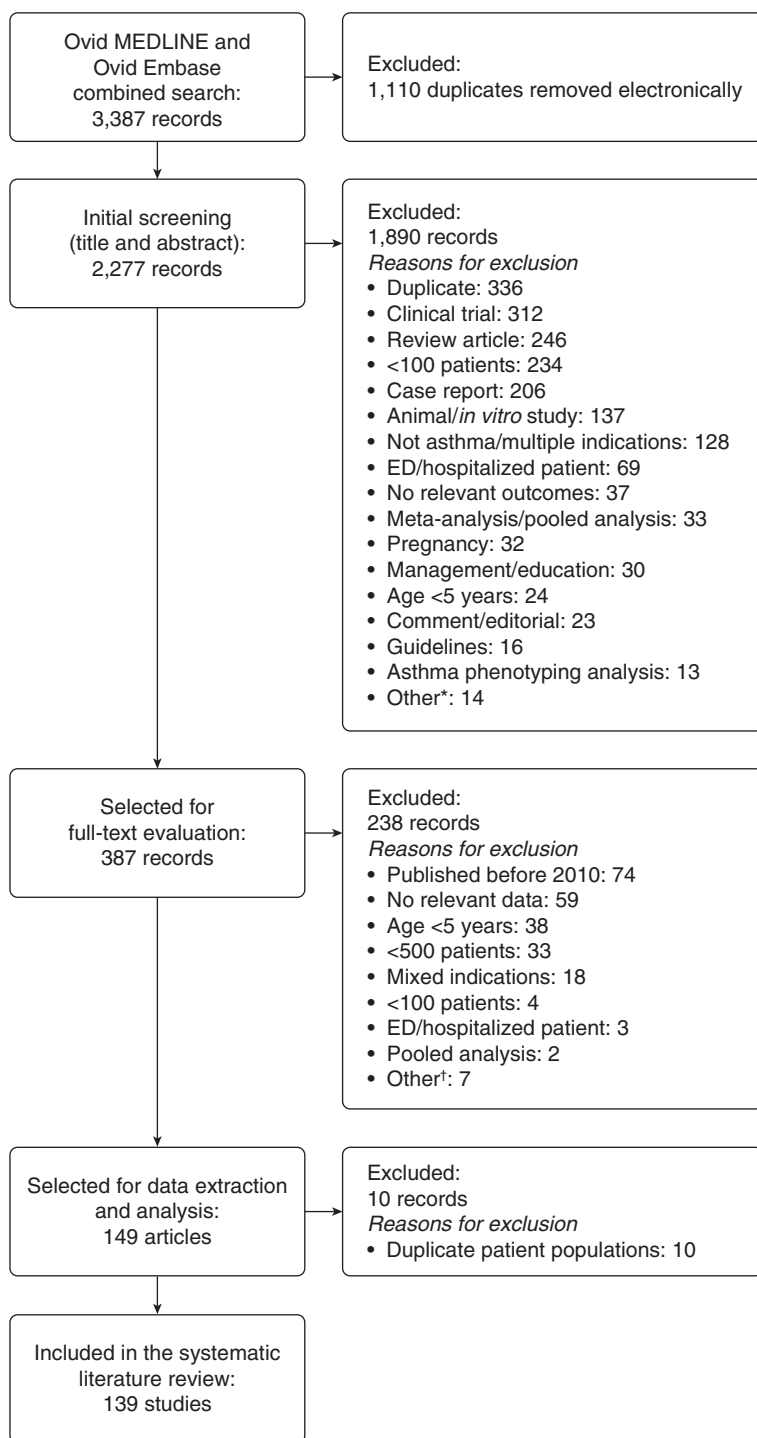 Ovid MEDLINE and
Ovid Embase
combined search:
3,387 records
Excluded:
1,110 duplicates removed electronically
Initial screening
(title and abstract):
2,277 records
Excluded:
1,890 records
Reasons for exclusion
• Duplicate: 336
• Clinical trial: 312
• Review article: 246
• <100 patients: 234
• Case report: 206
• Animal/in vitro study: 137
• Not asthma/multiple indications: 128
• ED/hospitalized patient: 69
• No relevant outcomes: 37
• Meta-analysis/pooled analysis: 33
• Pregnancy: 32
• Management/education: 30
• Age <5 years: 24
• Comment/editorial: 23
• Guidelines: 16
• Asthma phenotyping analysis: 13
• Other*: 14
Selected for
full-text evaluation:
387 records
Excluded:
238 records
Reasons for exclusion
• Published before 2010: 74
• No relevant data: 59
• Age <5 years: 38
• <500 patients: 33
• Mixed indications: 18
• <100 patients: 4
• ED/hospitalized patient: 3
• Pooled analysis: 2
• Other†: 7
Selected for data extraction
and analysis:
149 articles
Excluded:
10 records
Reasons for exclusion
• Duplicate patient populations: 10
Included in the systematic
literature review:
139 studies